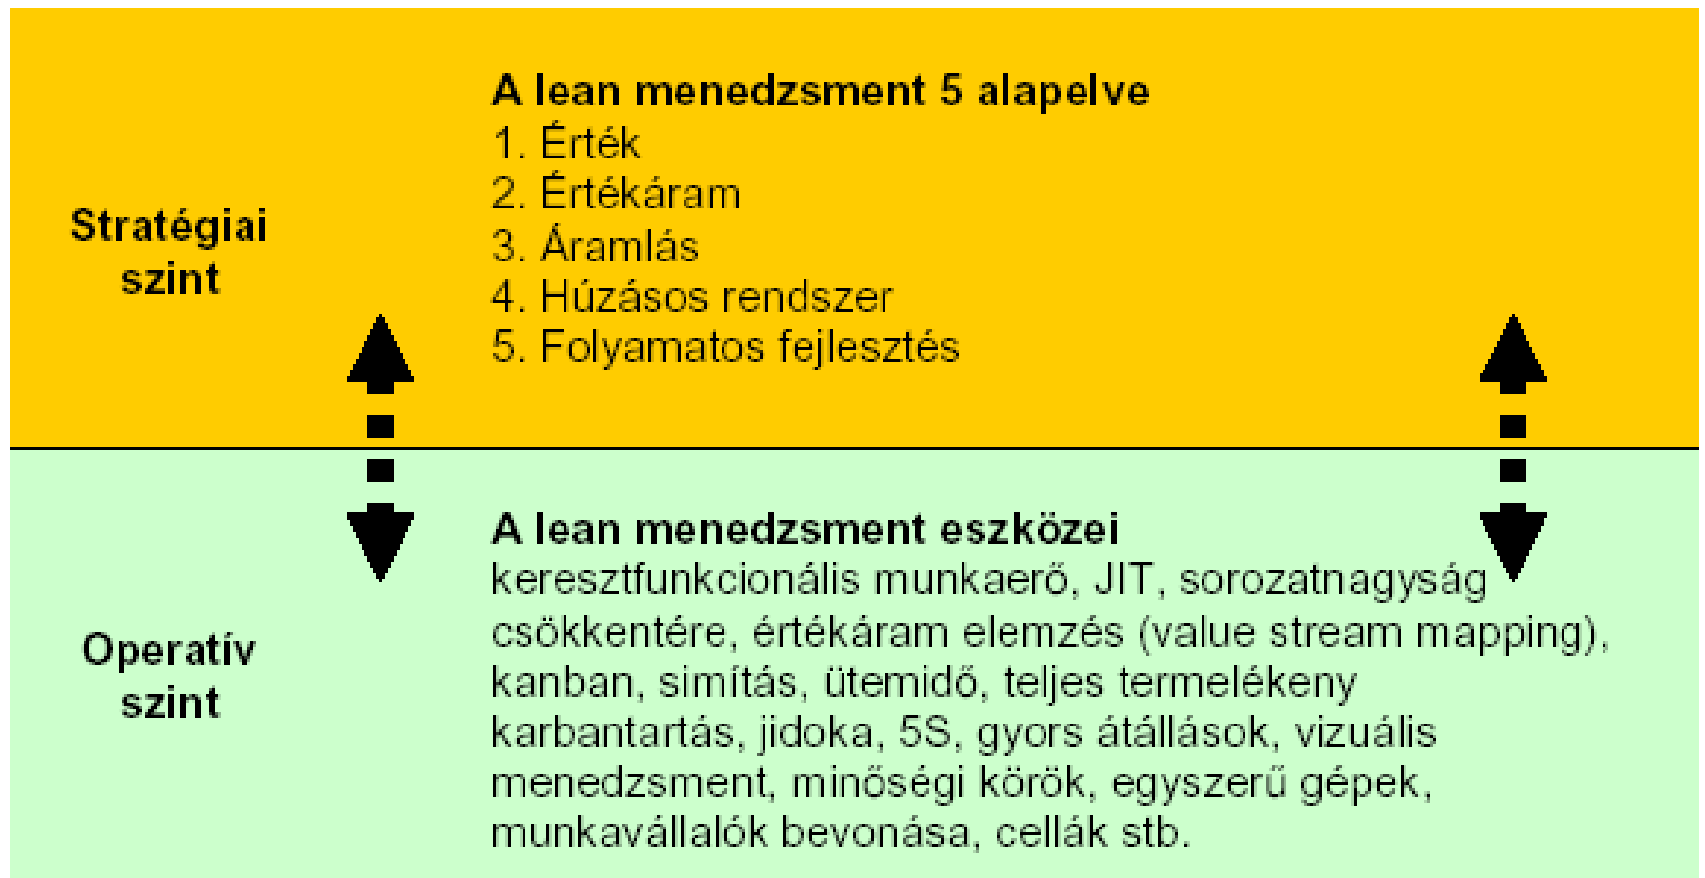 A lean menedzsment 5 alapelve
1. Érték
2. Értékáram
3. Áramlás
4. Húzásos rendszer
5. Folyamatos fejlesztés
Stratégiai
szint
A lean menedzsment eszközei
keresztfunkcionális munkaerő, JIT, sorozatnagyság
csökkentére, értékáram elemzés (value stream mapping),
kanban, simítás, ütemidő, teljes termelékeny
karbantartás, jidoka, 5S, gyors átállások, vizuális
menedzsment, minőségi körök, egyszerű gépek,
munkavállalók bevonása, cellák stb.
Operatív
szint